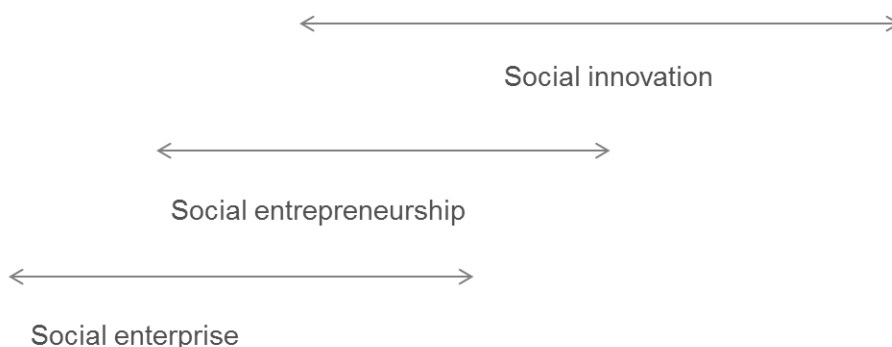 Social innovation
Social entrepreneurship
Social enterprise